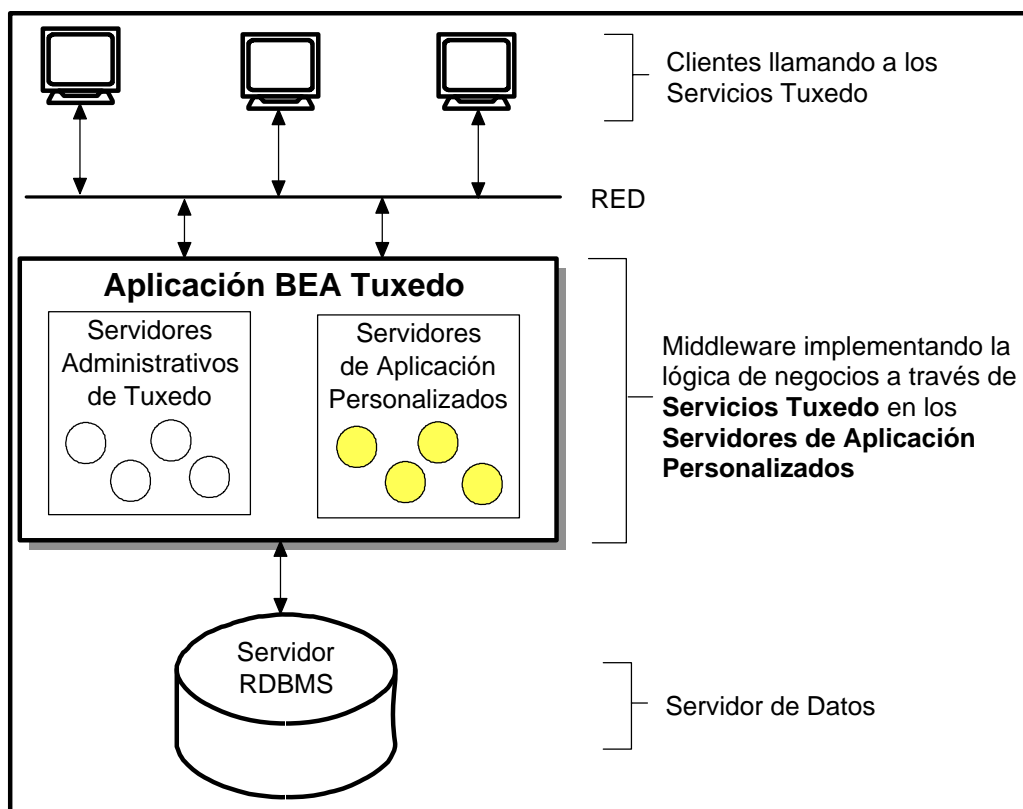 Clientes llamando a los
Servicios Tuxedo
RED
Aplicación BEA Tuxedo
Servidores
Administrativos
de Tuxedo
Servidores
de Aplicación
Personalizados
Middleware implementando la
lógica de negocios a través de
Servicios Tuxedo en los
Servidores de Aplicación
Personalizados
Servidor
RDBMS
Servidor de Datos